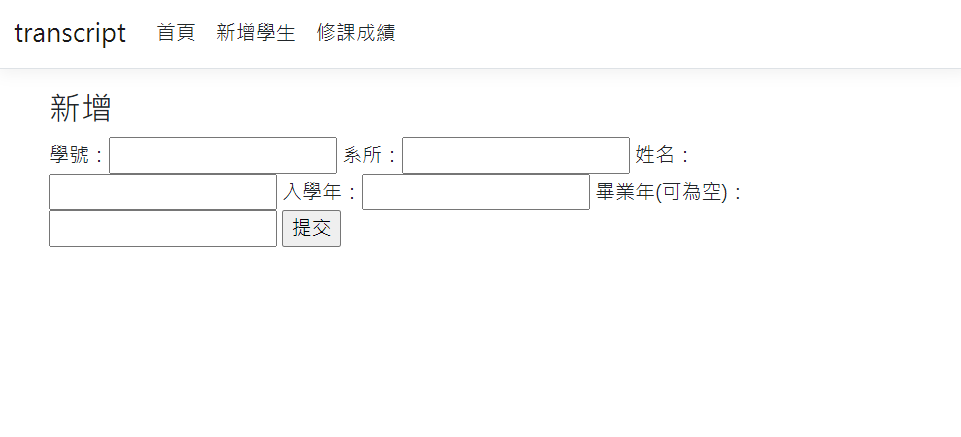 transcript 首頁 新增學生 修課成績
新增
學號： 系所： 姓名：
入學年： 畢業年(可為空)：
提交